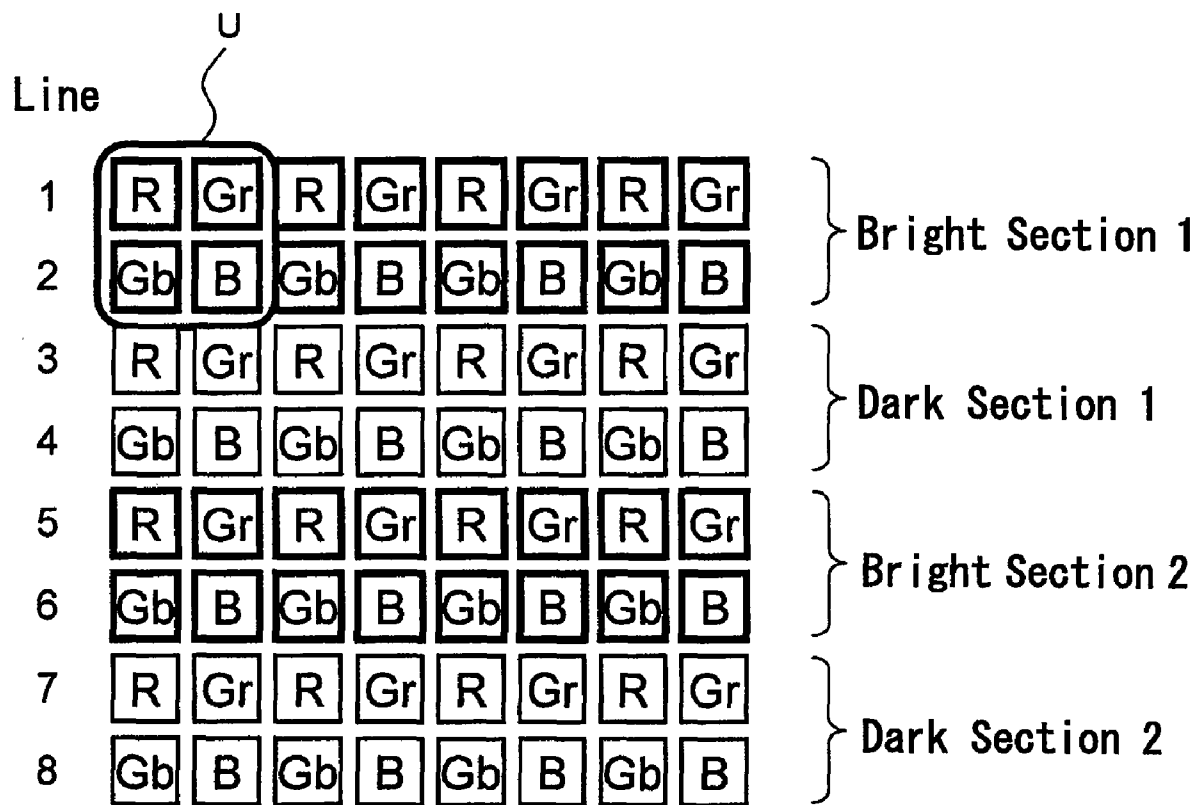 U
Line
1 R Gr R Gr R Gr R Gr
2 Gb B Gb B Gb B Gb B
Bright Section 1
3 R Gr R Gr R Gr R Gr
4 Gb B Gb B Gb B Gb B
Dark Section 1
5 R Gr R Gr R Gr R Gr
6 Gb B Gb B Gb B Gb B
Bright Section 2
7 R Gr R Gr R Gr R Gr
8 Gb B Gb B Gb B Gb B
Dark Section 2